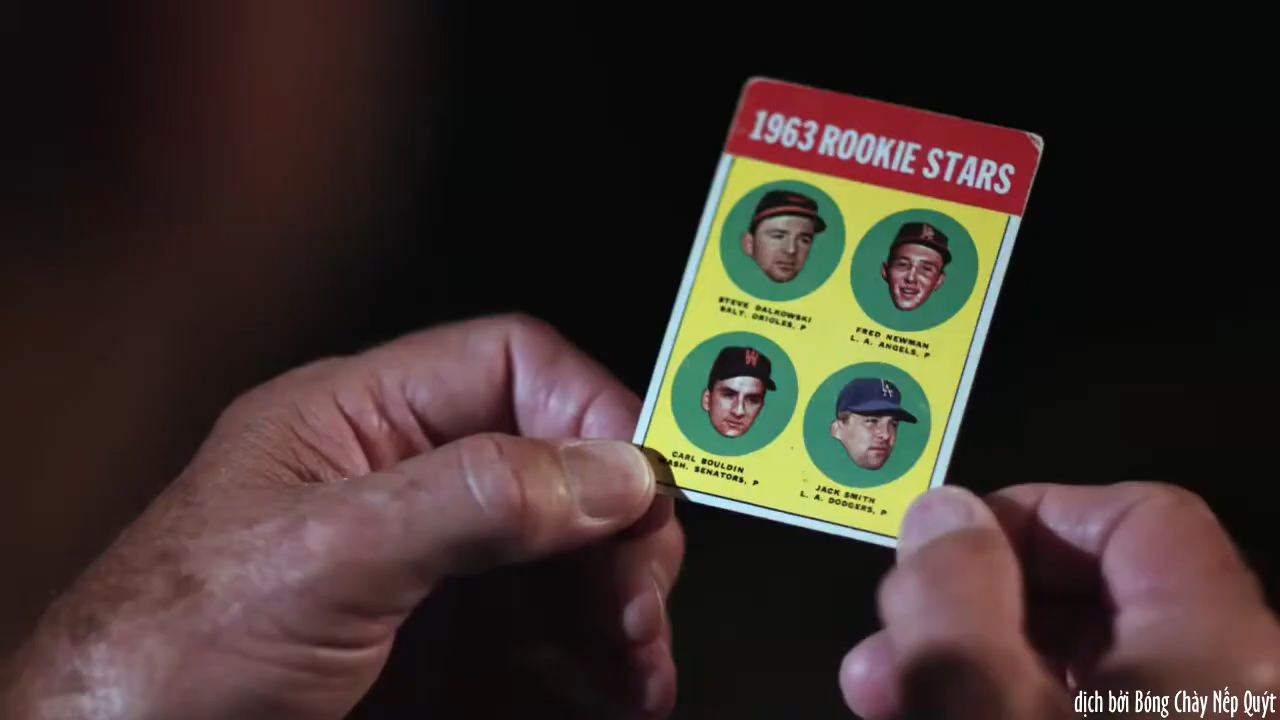 1963 ROOKIE STARS
STEVE DALKOWSKI
BALT. ORIOLES, P
FRED NEWMAN
L. A. ANGELS, P
CARL BOULDIN
WASH. SENATORS, P
JACK SMITH
L. A. DODGERS, P
dịch bởi Bóng Chày Nếp Quýt